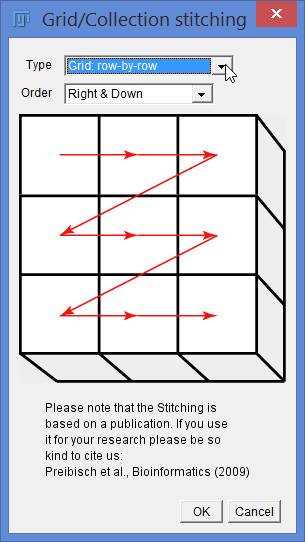 Grid/Collection stitching
Type Grid: row-by-row
Order Right & Down
Please note that the Stitching is
based on a publication. If you use
it for your research please be so
kind to cite us:
Preibisch et al., Bioinformatics (2009)
OK Cancel